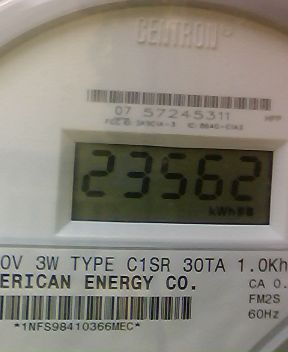 CENTRON
07 57245311
HPP
23562
kWh
0V 3W TYPE C1SR 30TA 1.0Kh
ERICAN ENERGY CO.
CA 0.
FM2S
60Hz
*1NFS98410366MEC*